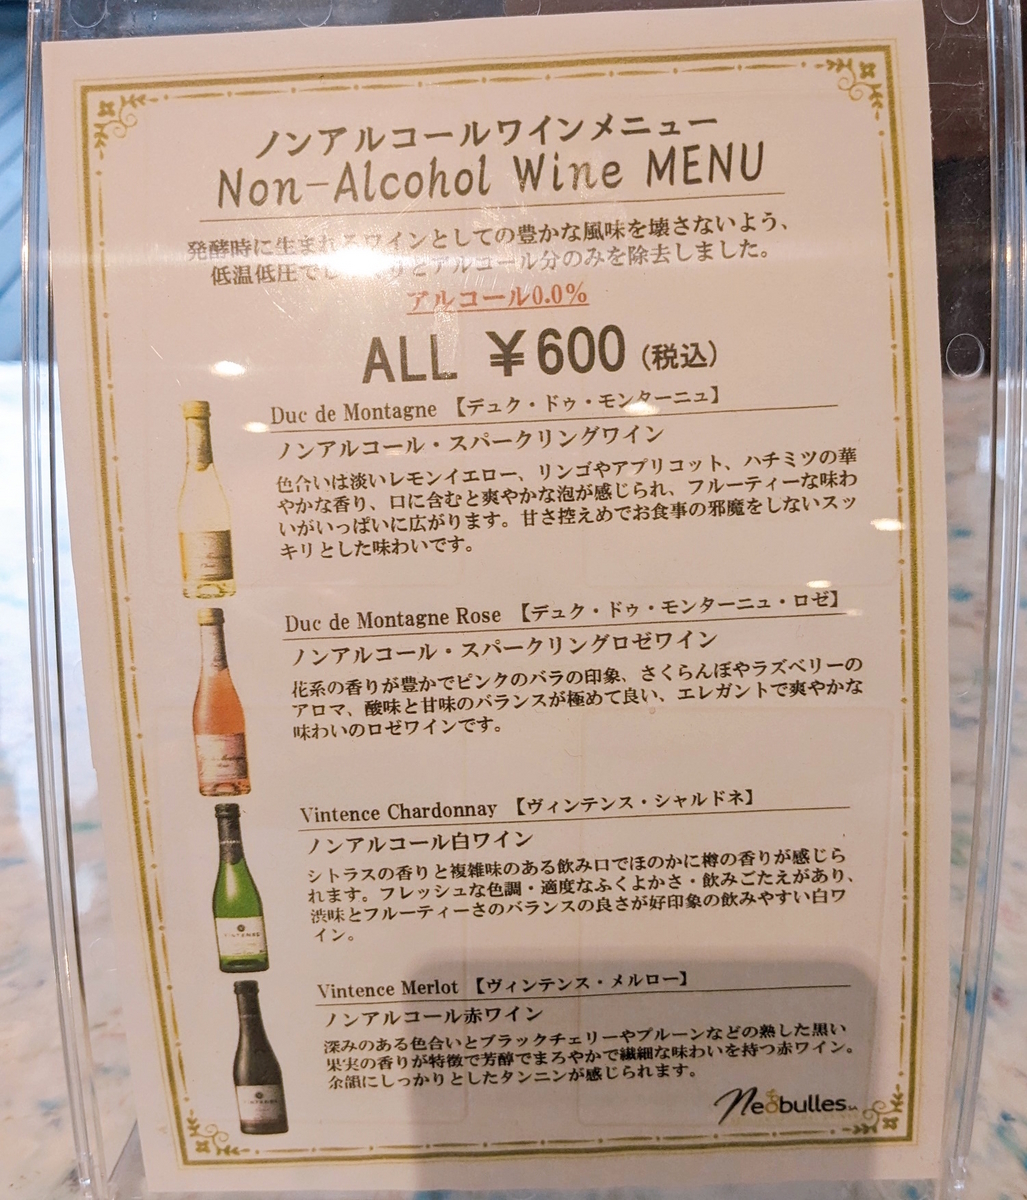 ノンアルコールワインメニュー
Non-Alcohol Wine MENU
発酵時に生まれるワインとしての豊かな風味を壊さないよう、
低温低圧でじっくりとアルコール分のみを除去しました。
アルコール0.0%
ALL ¥600 (税込)
Duc de Montagne 【デュク・ドゥ・モンターニュ】
ノンアルコール・スパークリングワイン
色合いは淡いレモンイエロー、リンゴやアプリコット、ハチミツの華
やかな香り、口に含むと爽やかな泡が感じられ、フルーティーな味わ
いがいっぱいに広がります。甘さ控えめでお食事の邪魔をしないスッ
キリとした味わいです。
Duc de Montagne Rose 【デュク・ドゥ・モンターニュ・ロゼ】
ノンアルコール・スパークリングロゼワイン
花系の香りが豊かでピンクのバラの印象、さくらんぼやラズベリーの
アロマ、酸味と甘味のバランスが極めて良い、エレガントで爽やかな
味わいのロゼワインです。
Vintence Chardonnay 【ヴィンテンス・シャルドネ】
ノンアルコール白ワイン
シトラスの香りと複雑味のある飲み口でほのかに樽の香りが感じら
れます。フレッシュな色調・適度なふくよかさ・飲みごたえがあり、
渋味とフルーティーさのバランスの良さが好印象の飲みやすい白ワ
イン。
VINTENSE
Vintence Merlot 【ヴィンテンス・メルロー】
ノンアルコール赤ワイン
深みのある色合いとブラックチェリーやプルーンなどの熟した黒い
果実の香りが特徴で芳醇でまろやかで繊細な味わいを持つ赤ワイン。
余韻にしっかりとしたタンニンが感じられます。
VINTENSE
Neobulles